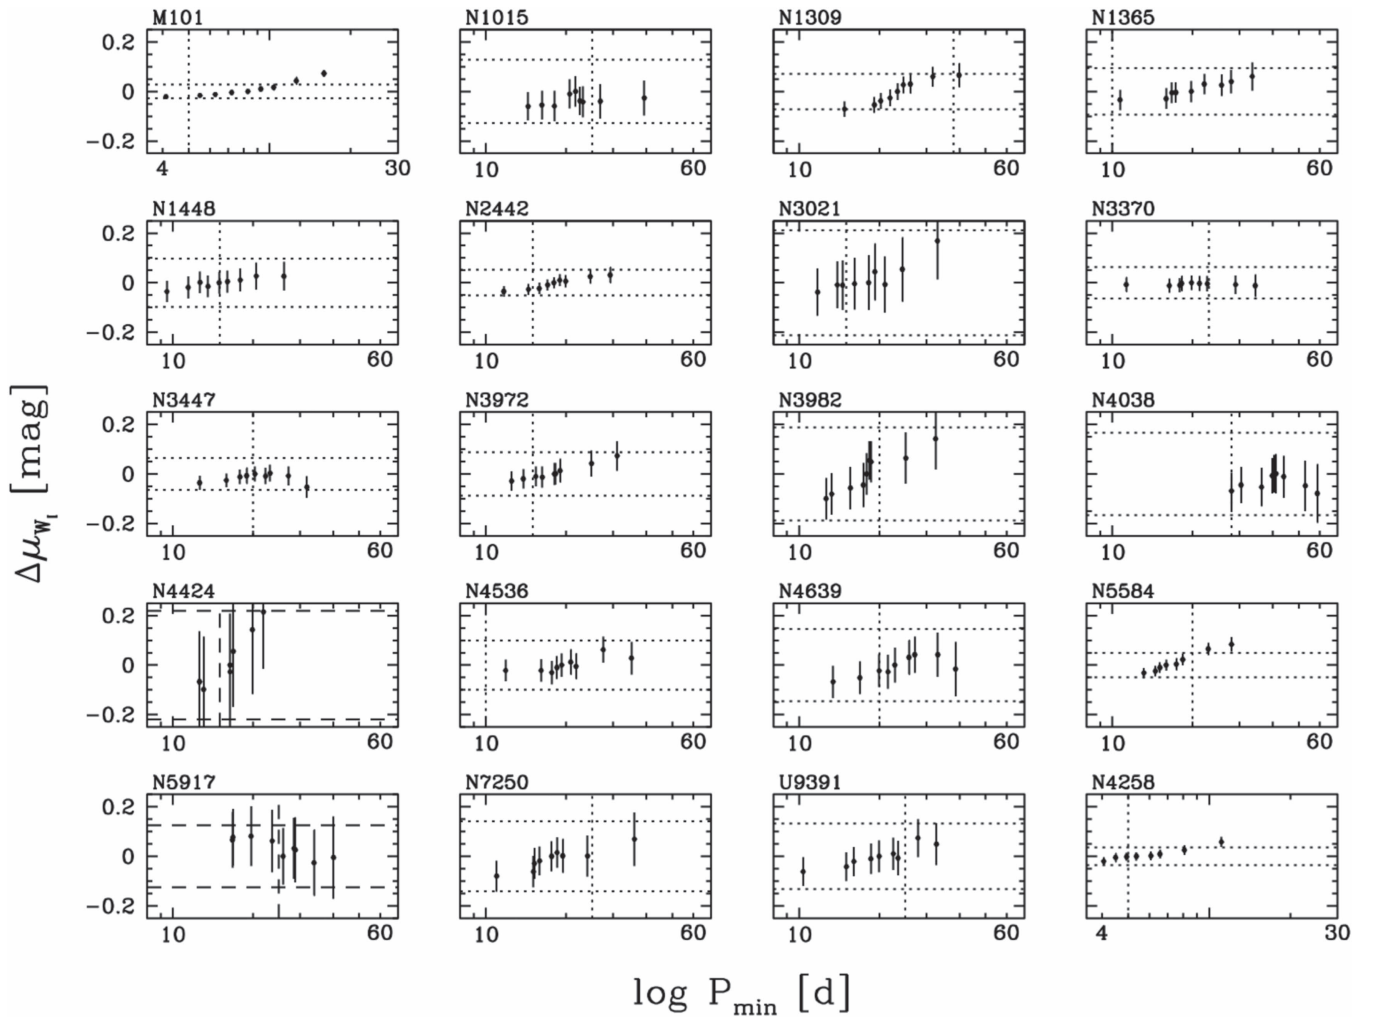 M101 N1015 N1309 N1365
0.2
0
−0.2
4 30 10 60 10 60 10 60
N1448 N2442 N3021 N3370
0.2
0
−0.2
10 60 10 60 10 60 10 60
N3447 N3972 N3982 N4038
0.2
0
−0.2
10 60 10 60 10 60 10 60
N4424 N4536 N4639 N5584
0.2
0
−0.2
10 60 10 60 10 60 10 60
N5917 N7250 U9391 N4258
0.2
0
−0.2
10 60 10 60 10 60 4 30
Δμ_{W_I} [mag]
log P_{min} [d]